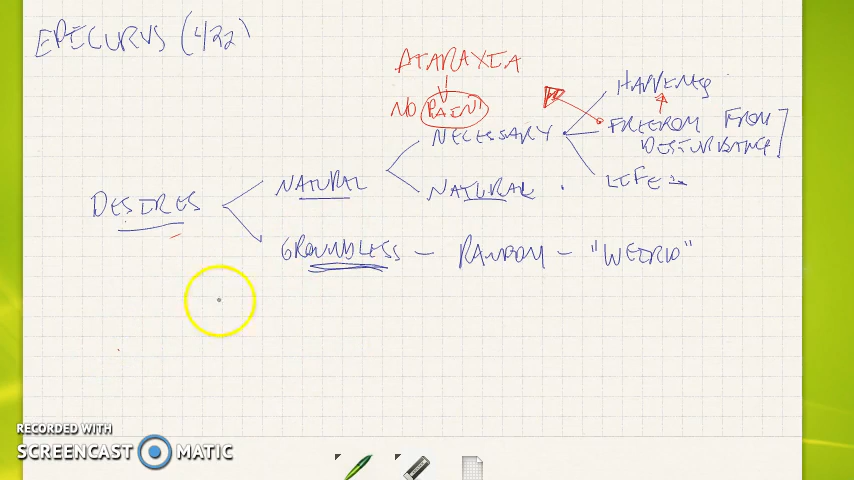 EPICURUS (4/22)
ATARAXIA
NO PAIN
HAPPINESS
NECESSARY
FREEDOM FROM
DISTURBANCE
DESIRES
NATURAL
NATURAL
LIFE
GROUNDLESS - RANDOM - "WEIRD"
RECORDED WITH
SCREENCAST MATIC